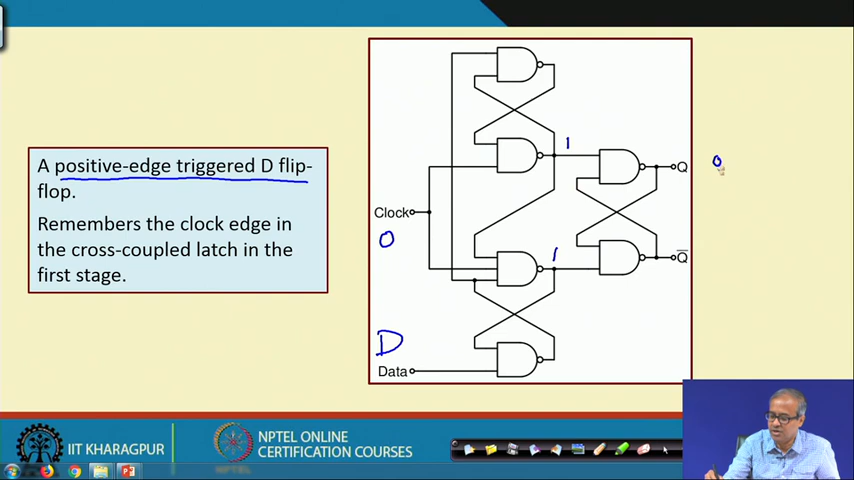 A positive-edge triggered D flip-
flop.
Remembers the clock edge in
the cross-coupled latch in the
first stage.
1
Q
0
Clock
0
1
Q̅
D
Data
IIT KHARAGPUR
NPTEL ONLINE
CERTIFICATION COURSES
NPTEL